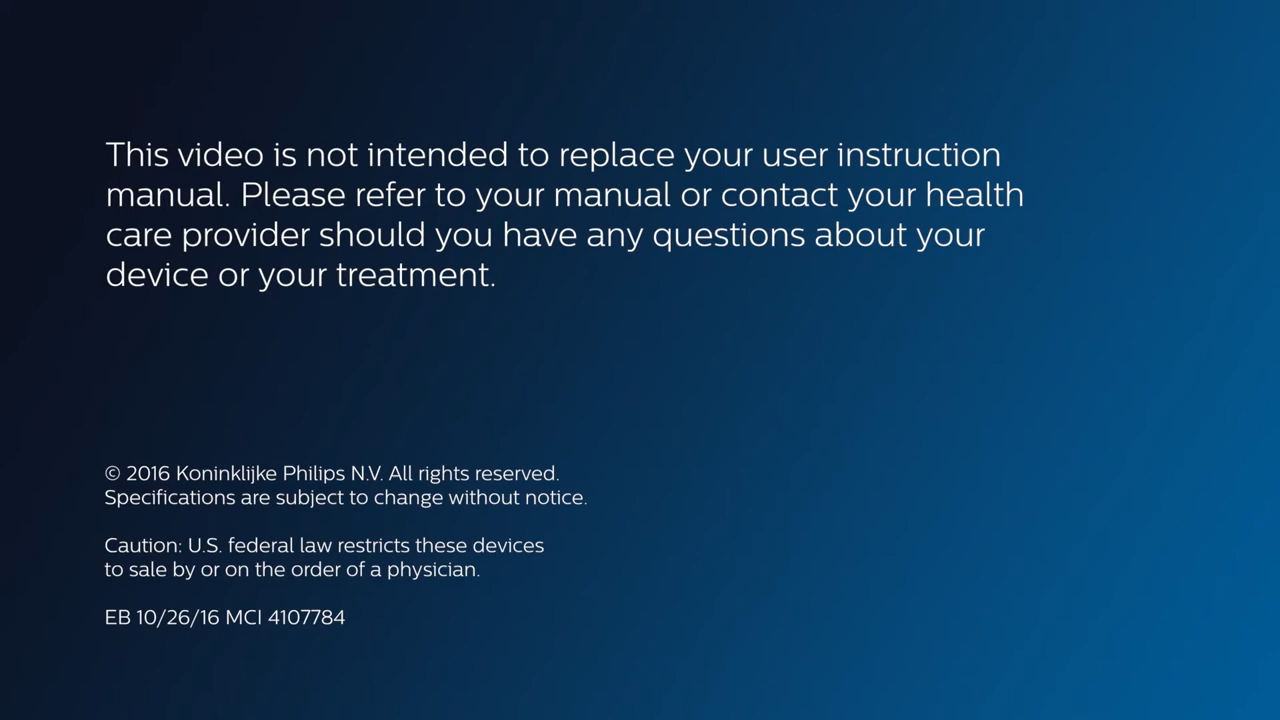 This video is not intended to replace your user instruction
manual. Please refer to your manual or contact your health
care provider should you have any questions about your
device or your treatment.
© 2016 Koninklijke Philips N.V. All rights reserved.
Specifications are subject to change without notice.
Caution: U.S. federal law restricts these devices
to sale by or on the order of a physician.
EB 10/26/16 MCI 4107784